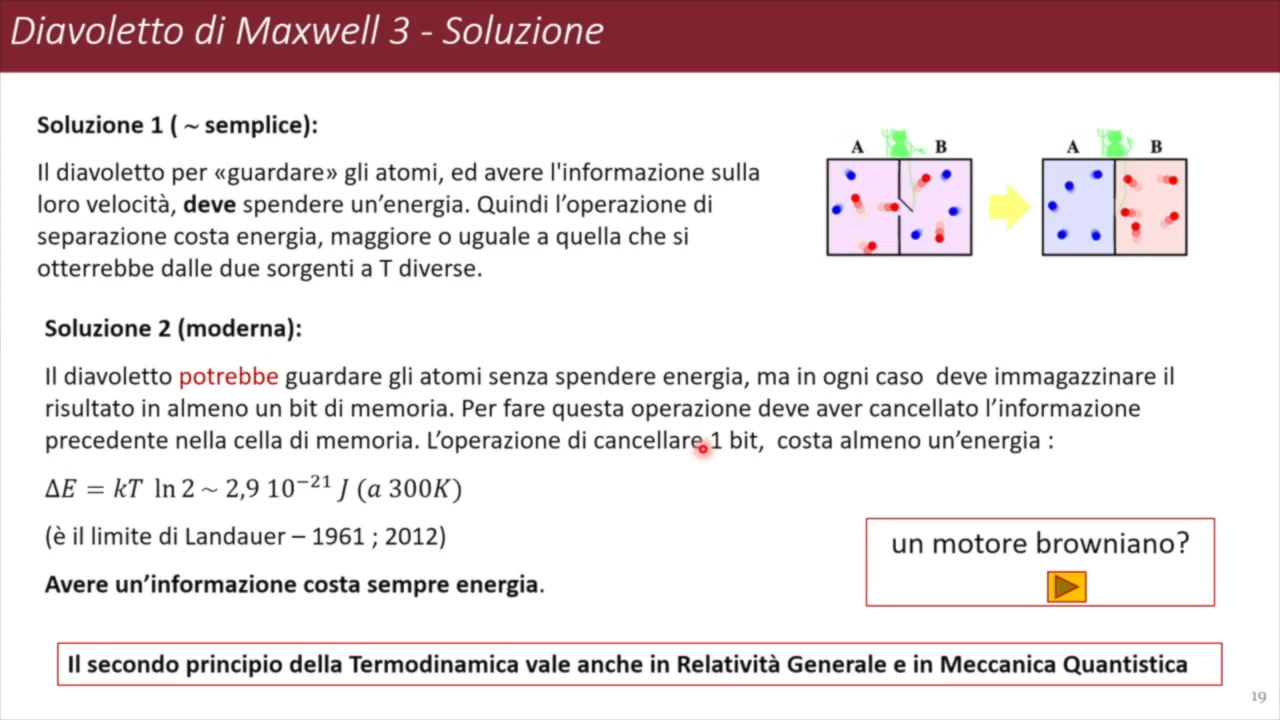 Diavoletto di Maxwell 3 - Soluzione
Soluzione 1 ( ~ semplice):
Il diavoletto per «guardare» gli atomi, ed avere l'informazione sulla
loro velocità, deve spendere un’energia. Quindi l’operazione di
separazione costa energia, maggiore o uguale a quella che si
otterrebbe dalle due sorgenti a T diverse.
A B
A B
Soluzione 2 (moderna):
Il diavoletto potrebbe guardare gli atomi senza spendere energia, ma in ogni caso deve immagazzinare il
risultato in almeno un bit di memoria. Per fare questa operazione deve aver cancellato l’informazione
precedente nella cella di memoria. L’operazione di cancellare 1 bit, costa almeno un’energia :
ΔE = kT ln 2 ~ 2,9 10⁻²¹ J (a 300K)
(è il limite di Landauer – 1961 ; 2012)
Avere un’informazione costa sempre energia.
un motore browniano?
Il secondo principio della Termodinamica vale anche in Relatività Generale e in Meccanica Quantistica
19